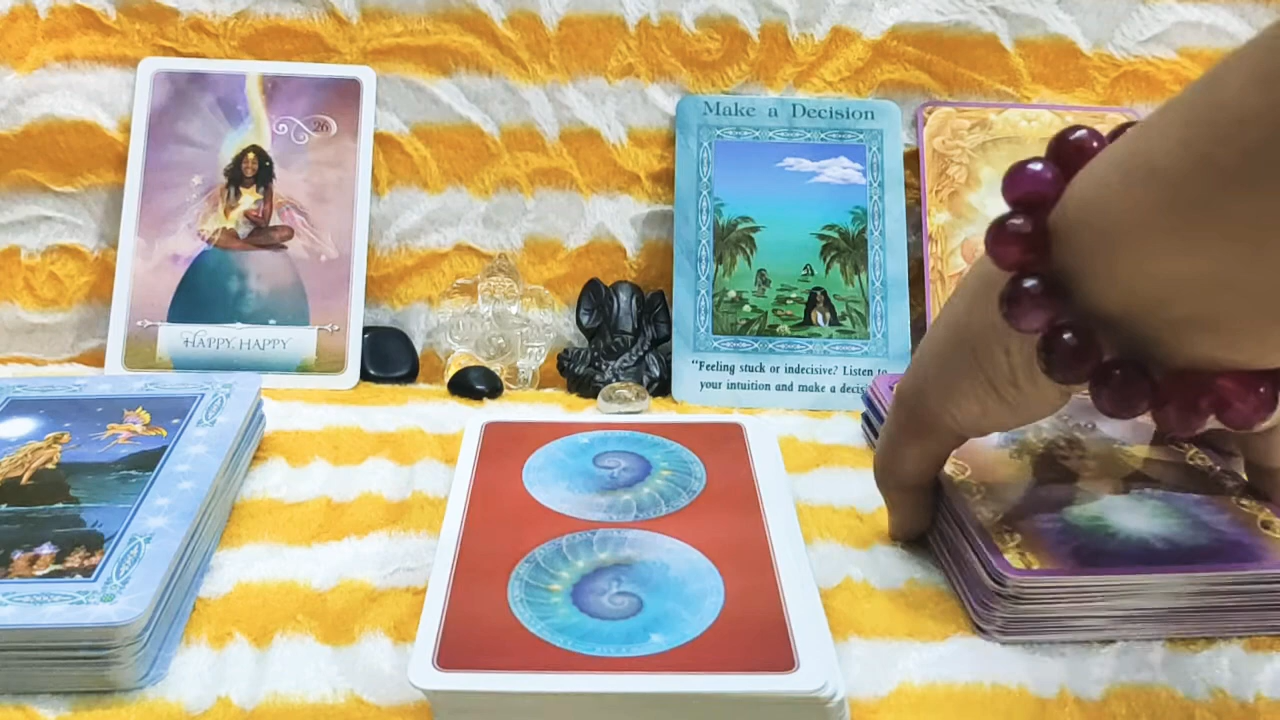 26
HAPPY, HAPPY
Make a Decision
"Feeling stuck or indecisive? Listen to
your intuition and make a decis